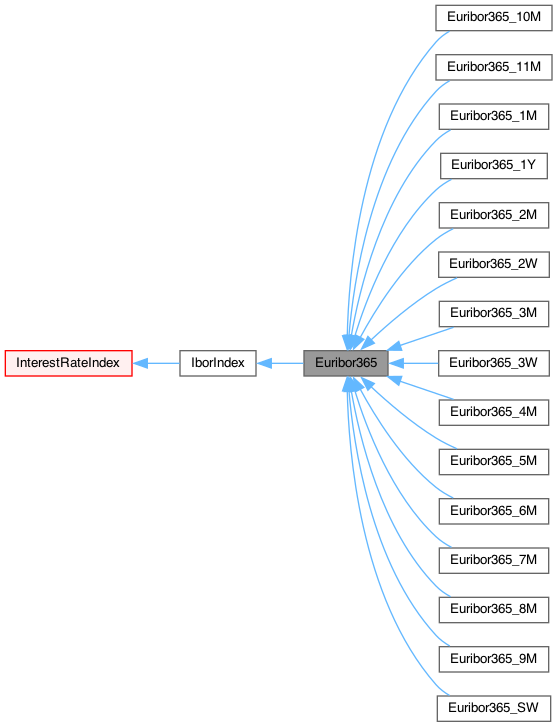 Euribor365_10M
Euribor365_11M
Euribor365_1M
Euribor365_1Y
Euribor365_2M
Euribor365_2W
Euribor365_3M
InterestRateIndex
IborIndex
Euribor365
Euribor365_3W
Euribor365_4M
Euribor365_5M
Euribor365_6M
Euribor365_7M
Euribor365_8M
Euribor365_9M
Euribor365_SW